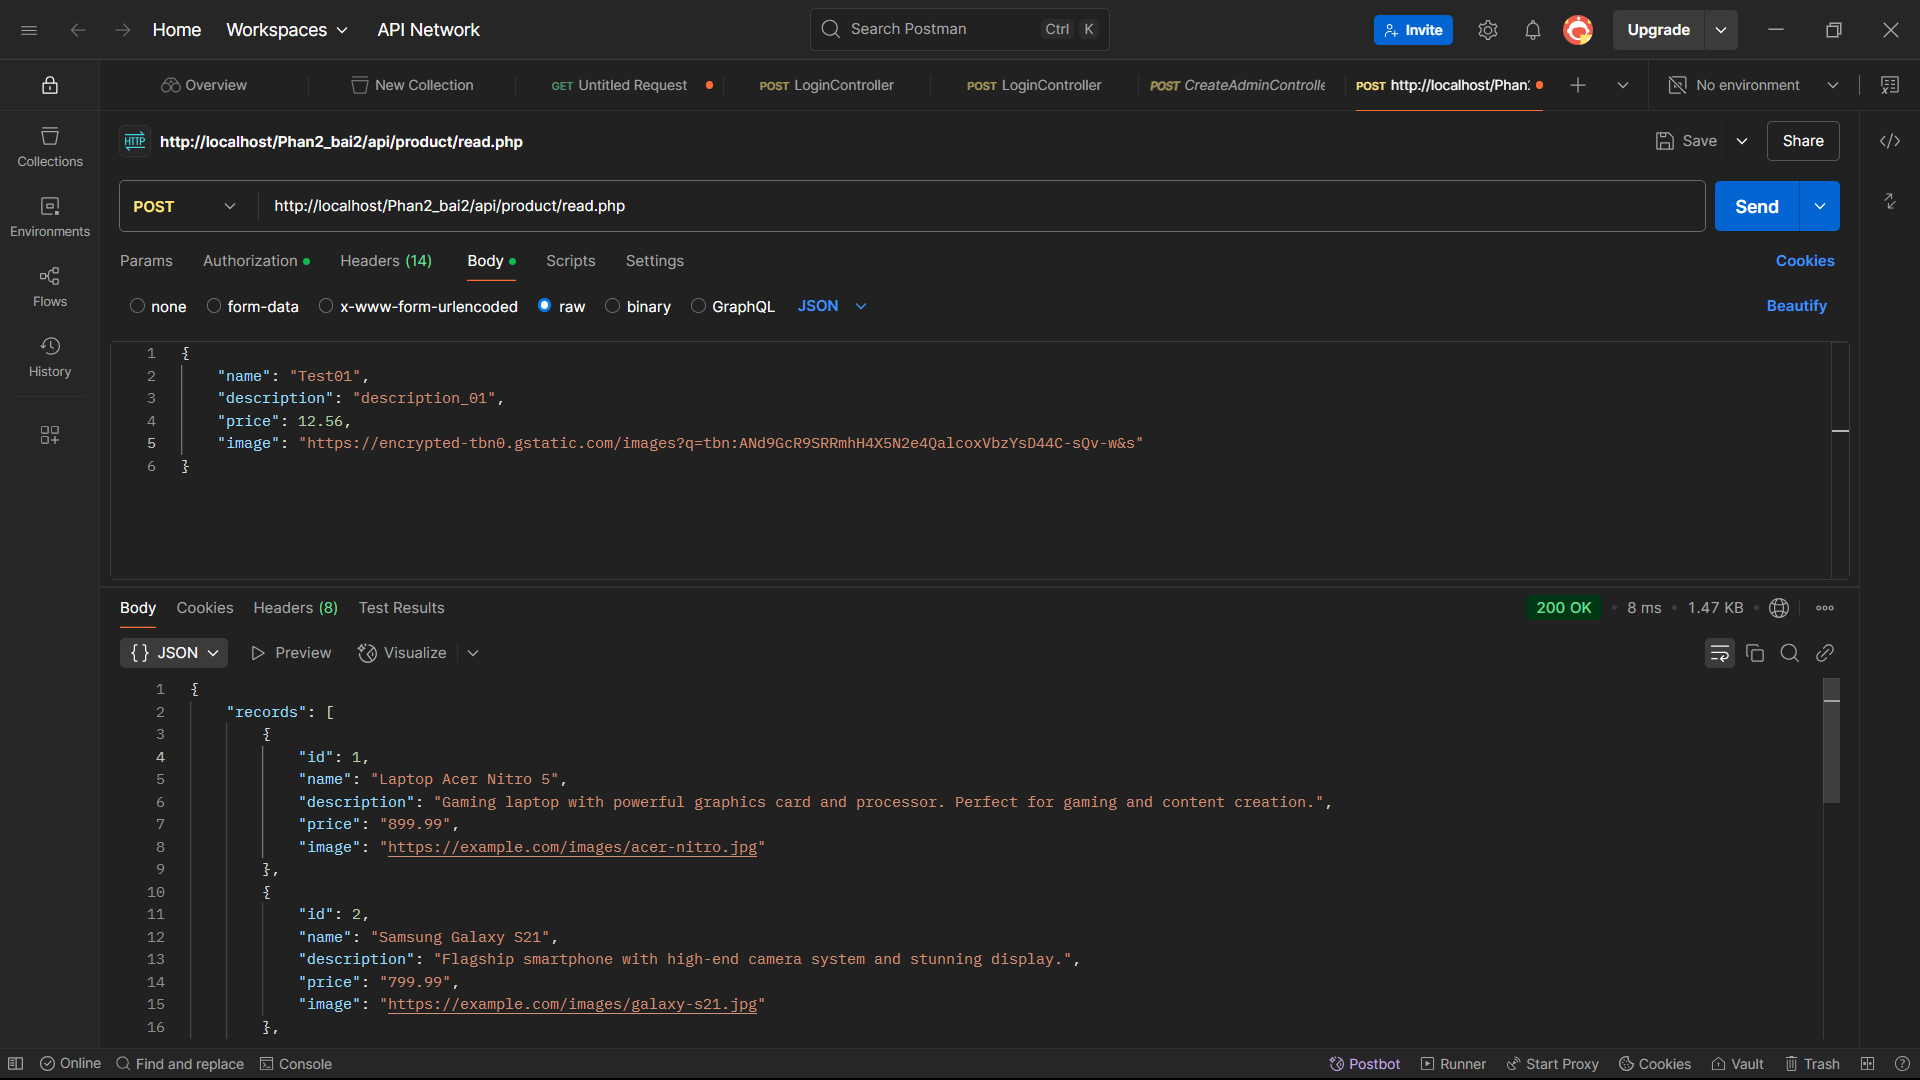 Home Workspaces API Network Search Postman Ctrl K Invite Upgrade
Overview New Collection GET Untitled Request POST LoginController POST LoginController POST CreateAdminControlle POST http://localhost/Phan2 No environment
Collections
Environments
Flows
History
HTTP http://localhost/Phan2_bai2/api/product/read.php Save Share
POST http://localhost/Phan2_bai2/api/product/read.php Send
Params Authorization Headers (14) Body Scripts Settings Cookies
none form-data x-www-form-urlencoded raw binary GraphQL JSON Beautify
1 {
2 "name": "Test01",
3 "description": "description_01",
4 "price": 12.56,
5 "image": "https://encrypted-tbn0.gstatic.com/images?q=tbn:ANd9GcR9SRRmhH4X5N2e4QalcoxVbzYsD44C-sQv-w&s"
6 }
Body Cookies Headers (8) Test Results 200 OK 8 ms 1.47 KB
{} JSON Preview Visualize
1 {
2 "records": [
3 {
4 "id": 1,
5 "name": "Laptop Acer Nitro 5",
6 "description": "Gaming laptop with powerful graphics card and processor. Perfect for gaming and content creation.",
7 "price": "899.99",
8 "image": "https://example.com/images/acer-nitro.jpg"
9 },
10 {
11 "id": 2,
12 "name": "Samsung Galaxy S21",
13 "description": "Flagship smartphone with high-end camera system and stunning display.",
14 "price": "799.99",
15 "image": "https://example.com/images/galaxy-s21.jpg"
16 },
Online Find and replace Console Postbot Runner Start Proxy Cookies Vault Trash